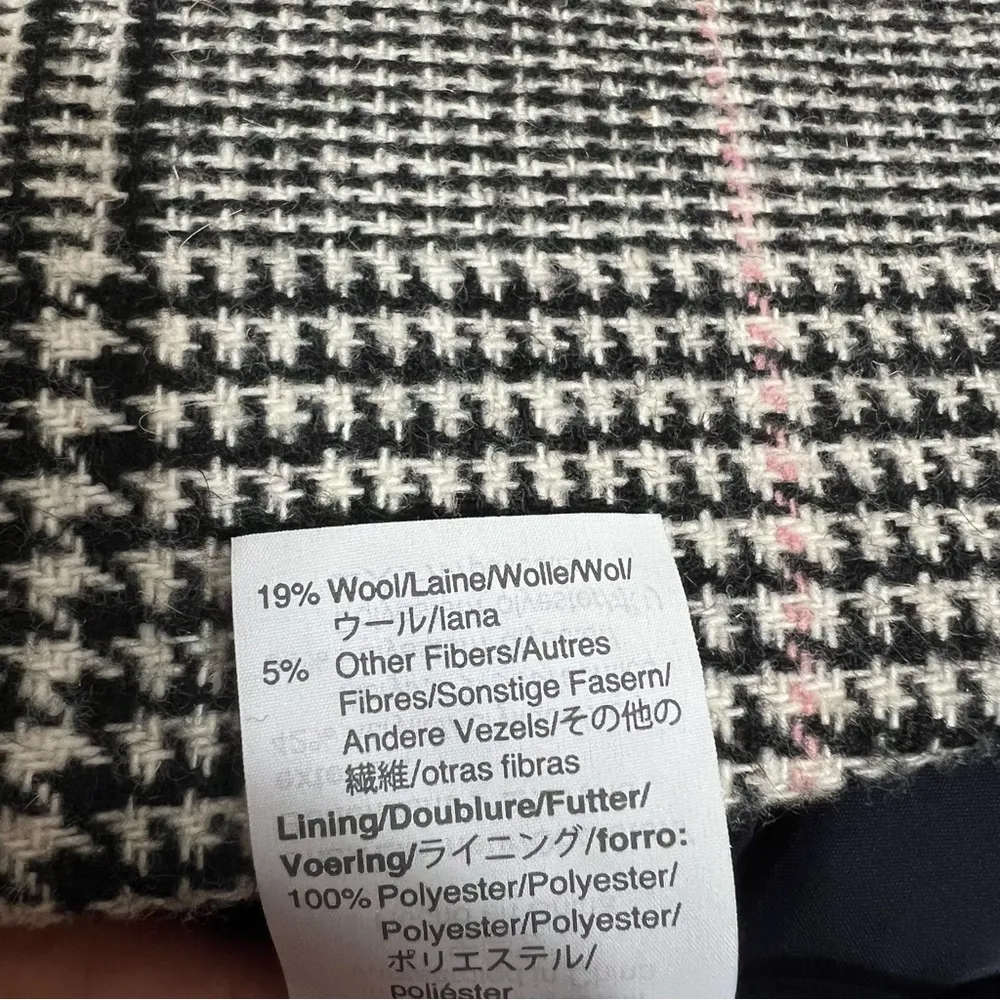 19% Wool/Laine/Wolle/Wol/
ウール/lana
5% Other Fibers/Autres
Fibres/Sonstige Fasern/
Andere Vezels/その他の
繊維/otras fibras
Lining/Doublure/Futter/
Voering/ライニング/forro:
100% Polyester/Polyester/
Polyester/Polyester/
ポリエステル/
poliéster